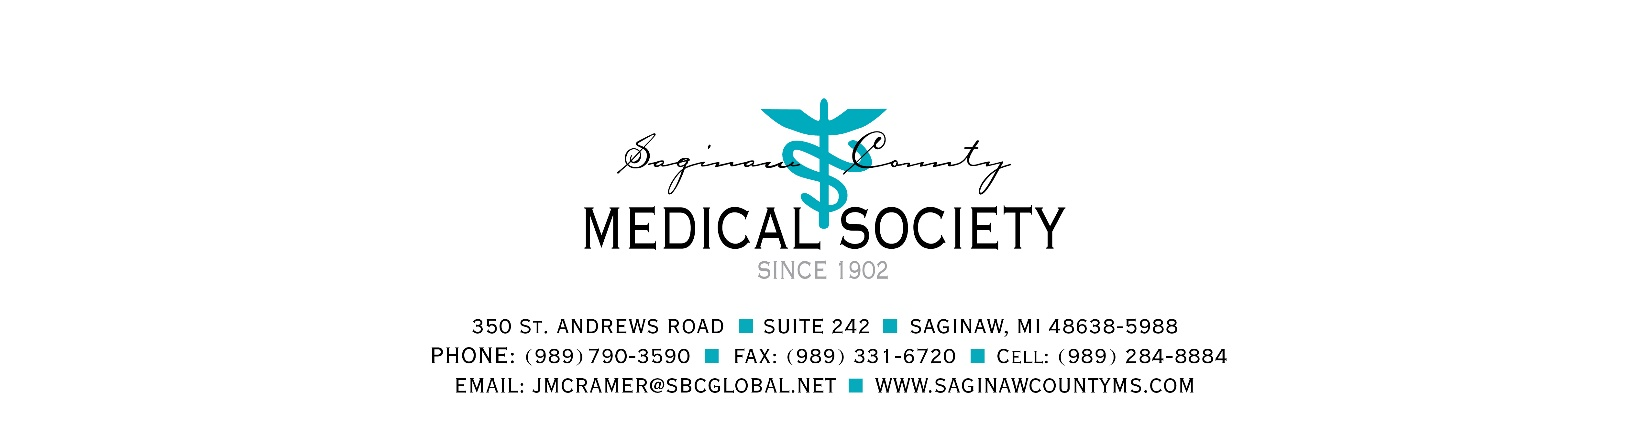 Saginaw County
MEDICAL SOCIETY
SINCE 1902
350 ST. ANDREWS ROAD ■ SUITE 242 ■ SAGINAW, MI 48638-5988
PHONE: (989) 790-3590 ■ FAX: (989) 331-6720 ■ CELL: (989) 284-8884
EMAIL: JMCRAMER@SBCGLOBAL.NET ■ WWW.SAGINAWCOUNTYMS.COM